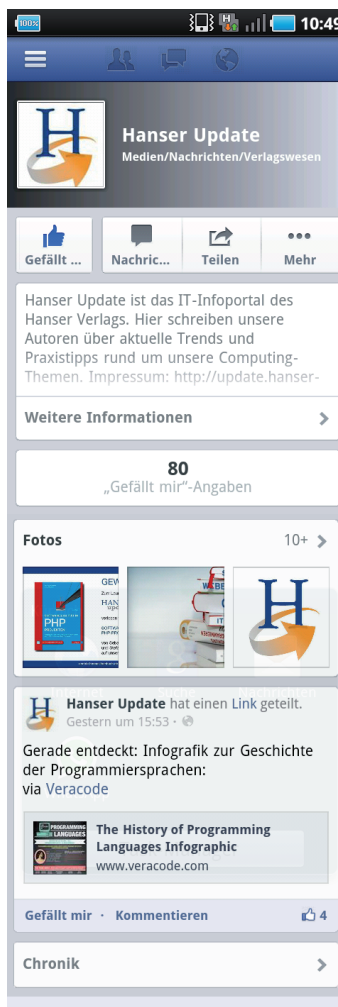 100%
10:49
Hanser Update
Medien/Nachrichten/Verlagswesen
Gefällt ...
Nachric...
Teilen
Mehr
Hanser Update ist das IT-Infoportal des
Hanser Verlags. Hier schreiben unsere
Autoren über aktuelle Trends und
Praxistipps rund um unsere Computing-
Themen. Impressum: http://update.hanser-
Weitere Informationen
80
„Gefällt mir“-Angaben
Fotos
10+
GEW
HAN
PHP
H
H
Hanser Update hat einen Link geteilt.
Gestern um 15:53 ·
Gerade entdeckt: Infografik zur Geschichte
der Programmiersprachen:
via Veracode
PROGRAMMING
LANGUAGES
The History of Programming
Languages Infographic
www.veracode.com
Gefällt mir · Kommentieren
4
Chronik